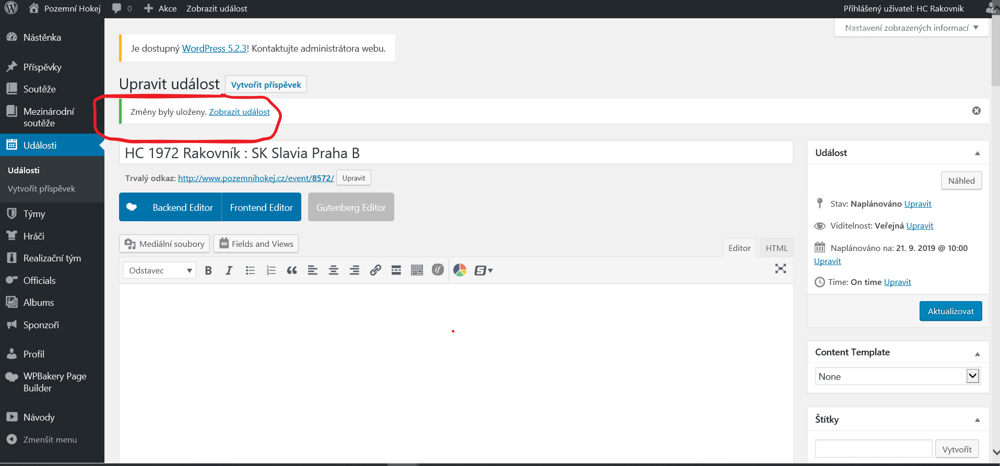 Pozemní Hokej 0 Akce Zobrazit událost Přihlášený uživatel: HC Rakovnik
Nastavení zobrazených informací
Nástěnka
Příspěvky
Soutěže
Mezinárodní
soutěže
Události
Události
Vytvořit příspěvek
Týmy
Hráči
Realizační tým
Officials
Albums
Sponzoři
Profil
WPBakery Page
Builder
Návody
Zmenšit menu
Je dostupný WordPress 5.2.3! Kontaktujte administrátora webu.
Upravit událost Vytvořit příspěvek
Změny byly uloženy. Zobrazit událost
HC 1972 Rakovník : SK Slavia Praha B
Trvalý odkaz: http://www.pozemnihokej.cz/event/8572/ Upravit
Backend Editor Frontend Editor Gutenberg Editor
Mediální soubory Fields and Views Editor HTML
Odstavec B I if
Událost
Náhled
Stav: Naplánováno Upravit
Viditelnost: Veřejná Upravit
Naplánováno na: 21. 9. 2019 @ 10:00
Upravit
Time: On time Upravit
Aktualizovat
Content Template
None
Štítky
Vytvořit